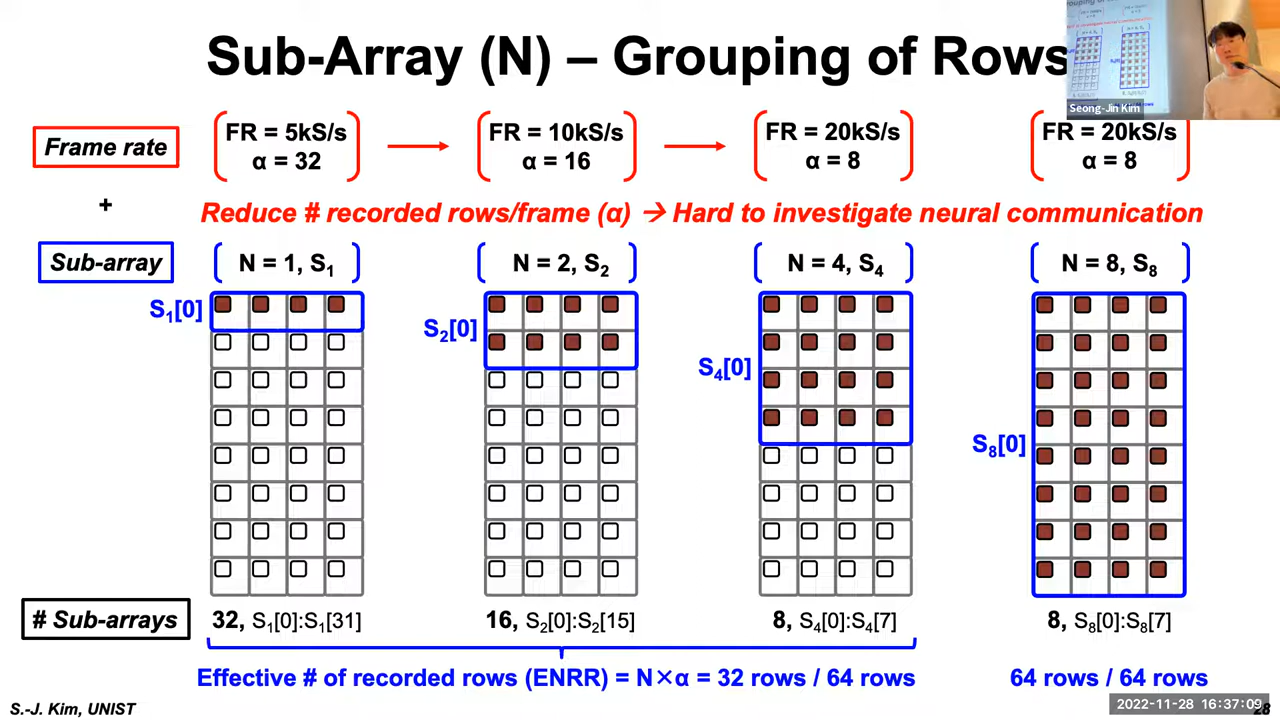 Sub-Array (N) – Grouping of Rows
Seong-Jin Kim
Frame rate
FR = 5kS/s
α = 32
FR = 10kS/s
α = 16
FR = 20kS/s
α = 8
FR = 20kS/s
α = 8
+
Reduce # recorded rows/frame (α) → Hard to investigate neural communication
Sub-array
N = 1, S₁
N = 2, S₂
N = 4, S₄
N = 8, S₈
S₁[0]
S₂[0]
S₄[0]
S₈[0]
# Sub-arrays
32, S₁[0]:S₁[31]
16, S₂[0]:S₂[15]
8, S₄[0]:S₄[7]
8, S₈[0]:S₈[7]
Effective # of recorded rows (ENRR) = N×α = 32 rows / 64 rows
64 rows / 64 rows
S.-J. Kim, UNIST
2022-11-28 16:37:09
28